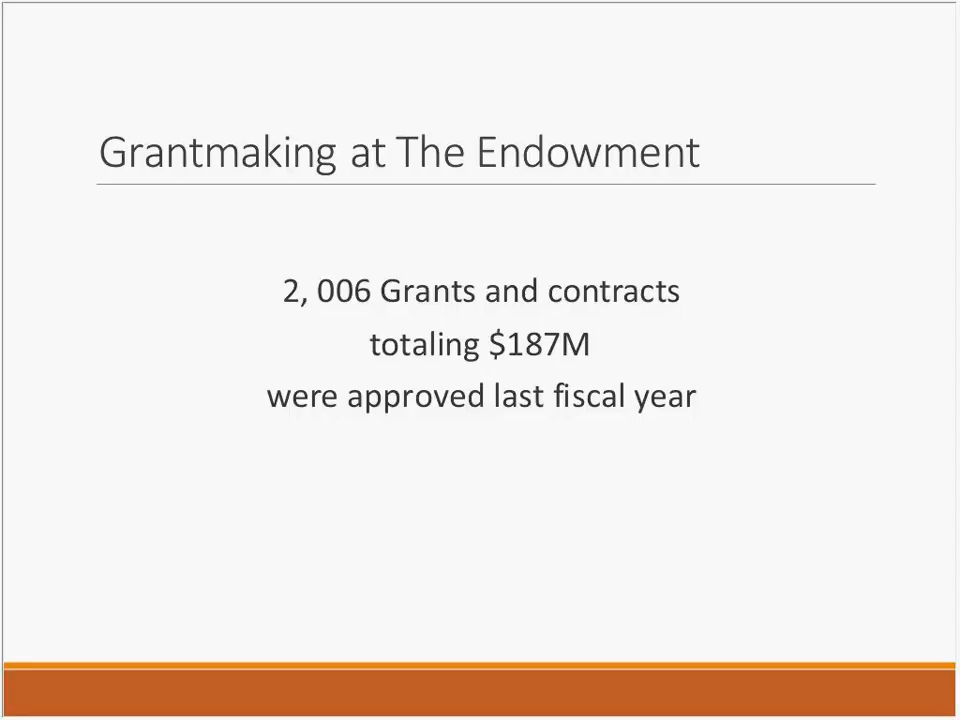 Grantmaking at The Endowment
2, 006 Grants and contracts
totaling $187M
were approved last fiscal year